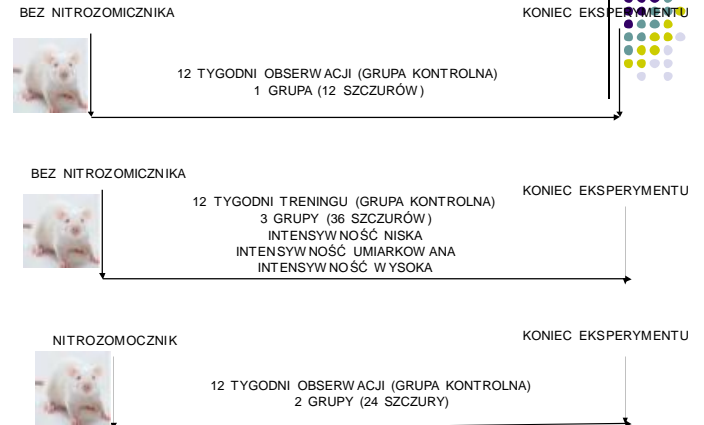 BEZ NITROZOMICZNIKA
KONIEC EKSPERYMENTU
12 TYGODNI OBSERWACJI (GRUPA KONTROLNA)
1 GRUPA (12 SZCZURÓW)
BEZ NITROZOMICZNIKA
KONIEC EKSPERYMENTU
12 TYGODNI TRENINGU (GRUPA KONTROLNA)
3 GRUPY (36 SZCZURÓW)
INTENSYWNOŚĆ NISKA
INTENSYWNOŚĆ UMIARKOWANA
INTENSYWNOŚĆ WYSOKA
NITROZOMOCZNIK
KONIEC EKSPERYMENTU
12 TYGODNI OBSERWACJI (GRUPA KONTROLNA)
2 GRUPY (24 SZCZURY)